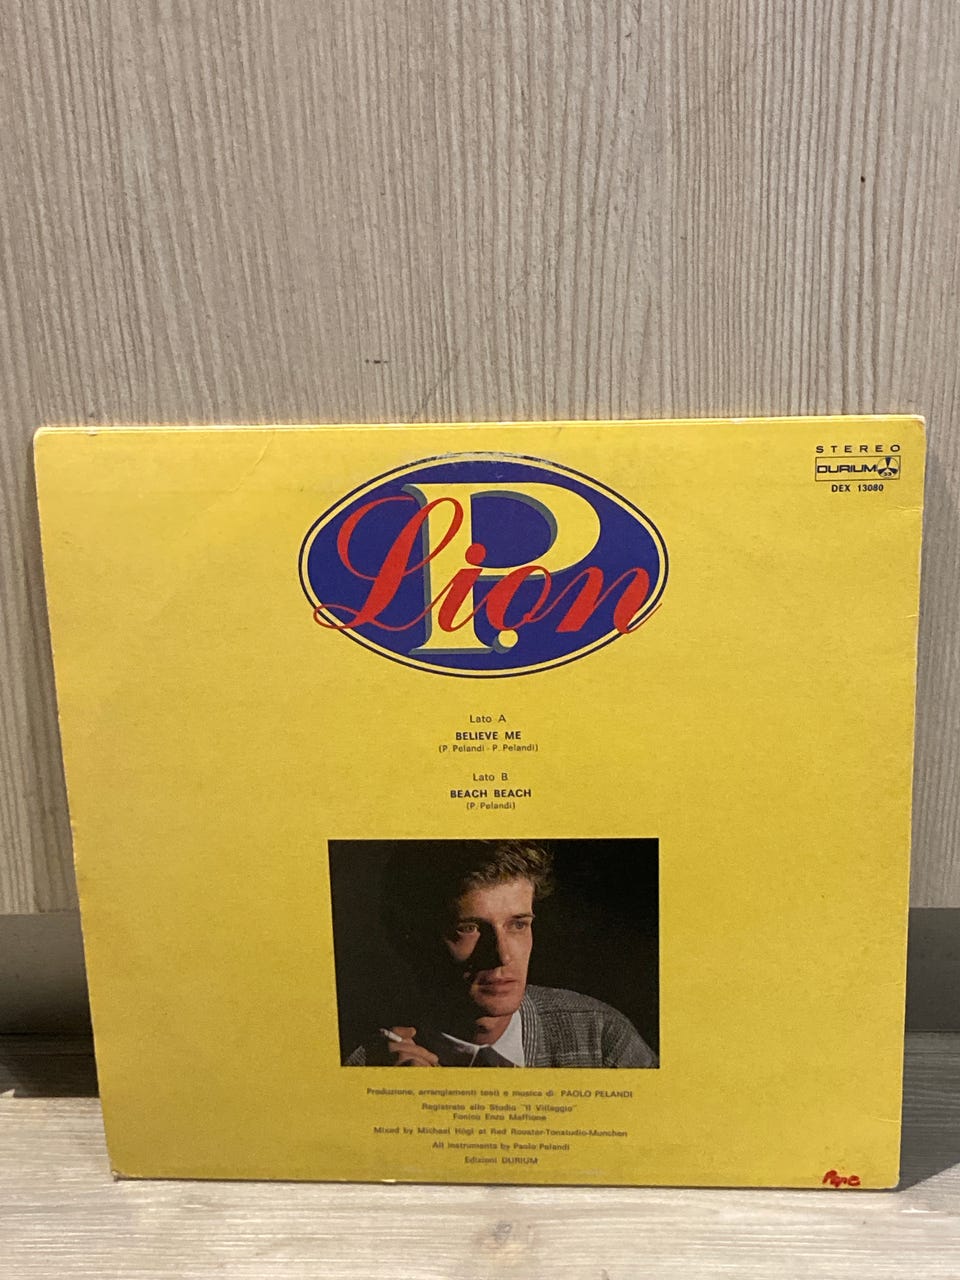 STEREO
DURIUM
DEX 13080
P. Lion
Lato A
BELIEVE ME
(P. Pelandi - P. Pelandi)
Lato B
BEACH BEACH
(P. Pelandi)
Produzione, arrangiamenti testi e musica di: PAOLO PELANDI
Registrato allo Studio "Il Villaggio"
Fonico Enzo Maffione
Mixed by Michael Högl at Red Rooster-Tonstudio-Munchen
All instruments by Paolo Pelandi
Edizioni DURIUM